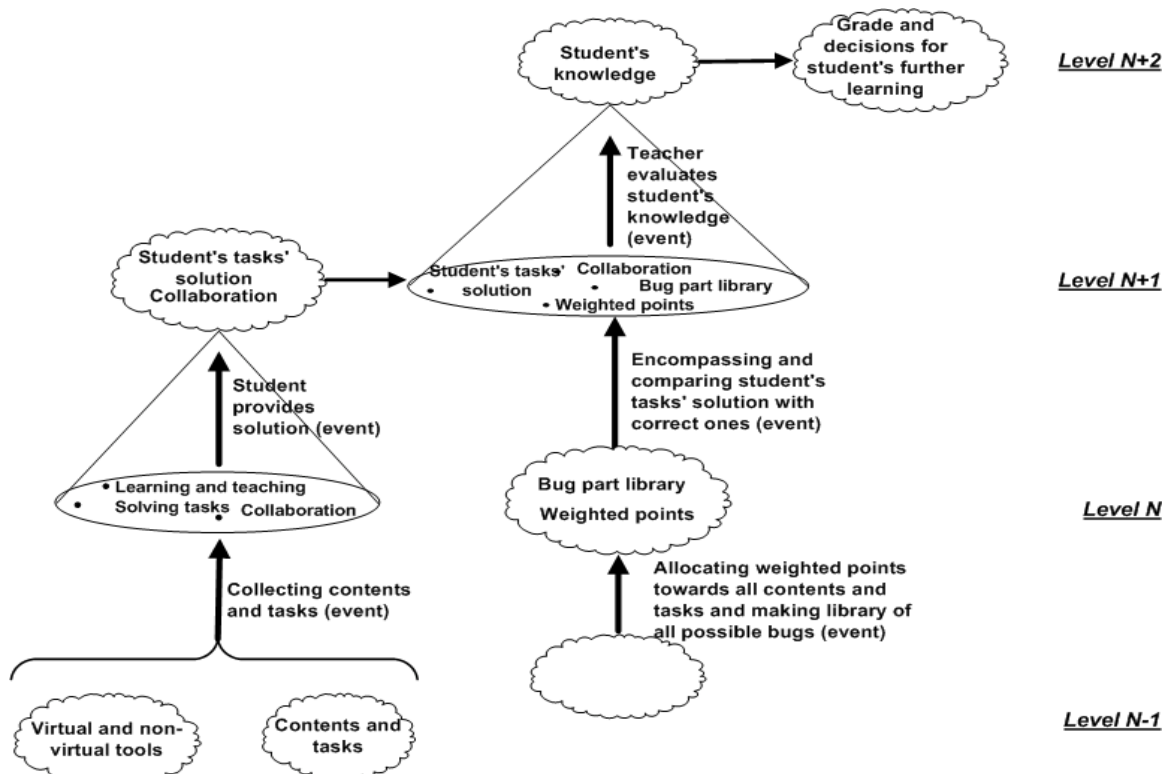 Student's
knowledge
Grade and
decisions for
student's further
learning
Level N+2
Teacher
evaluates
student's
knowledge
(event)
Student's tasks'
solution
Collaboration
Student's tasks'
solution
Collaboration
Bug part library
Weighted points
Level N+1
Student
provides
solution (event)
Encompassing and
comparing student's
tasks' solution with
correct ones (event)
Learning and teaching
Solving tasks
Collaboration
Bug part library
Weighted points
Level N
Collecting contents
and tasks (event)
Allocating weighted points
towards all contents and
tasks and making library of
all possible bugs (event)
Virtual and non-
virtual tools
Contents and
tasks
Level N-1